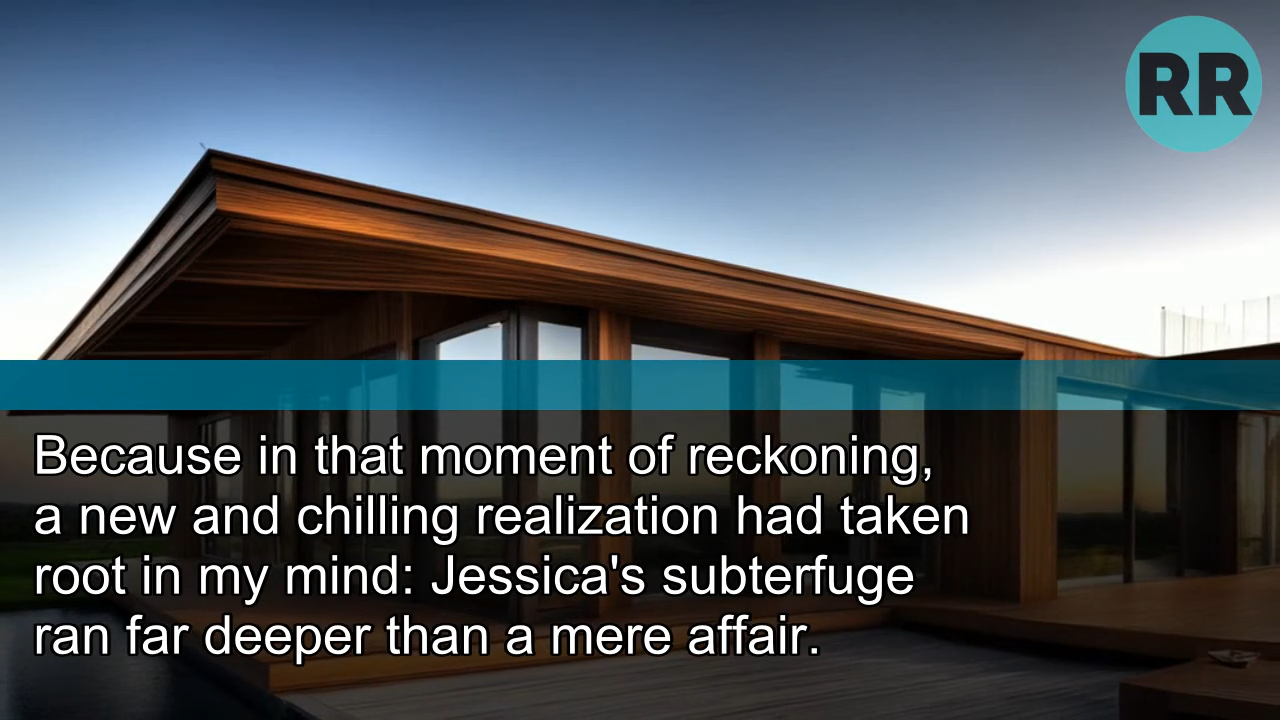 RR
Because in that moment of reckoning,
a new and chilling realization had taken
root in my mind: Jessica's subterfuge
ran far deeper than a mere affair.